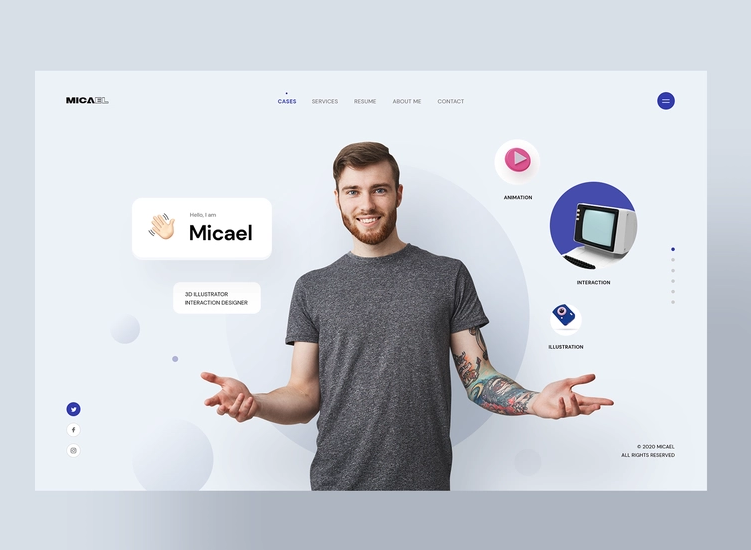 MICAEL
CASES
SERVICES
RESUME
ABOUT ME
CONTACT
ANIMATION
Hello, I am
Micael
INTERACTION
3D ILLUSTRATOR
INTERACTION DESIGNER
ILLUSTRATION
© 2020 MICAEL
ALL RIGHTS RESERVED